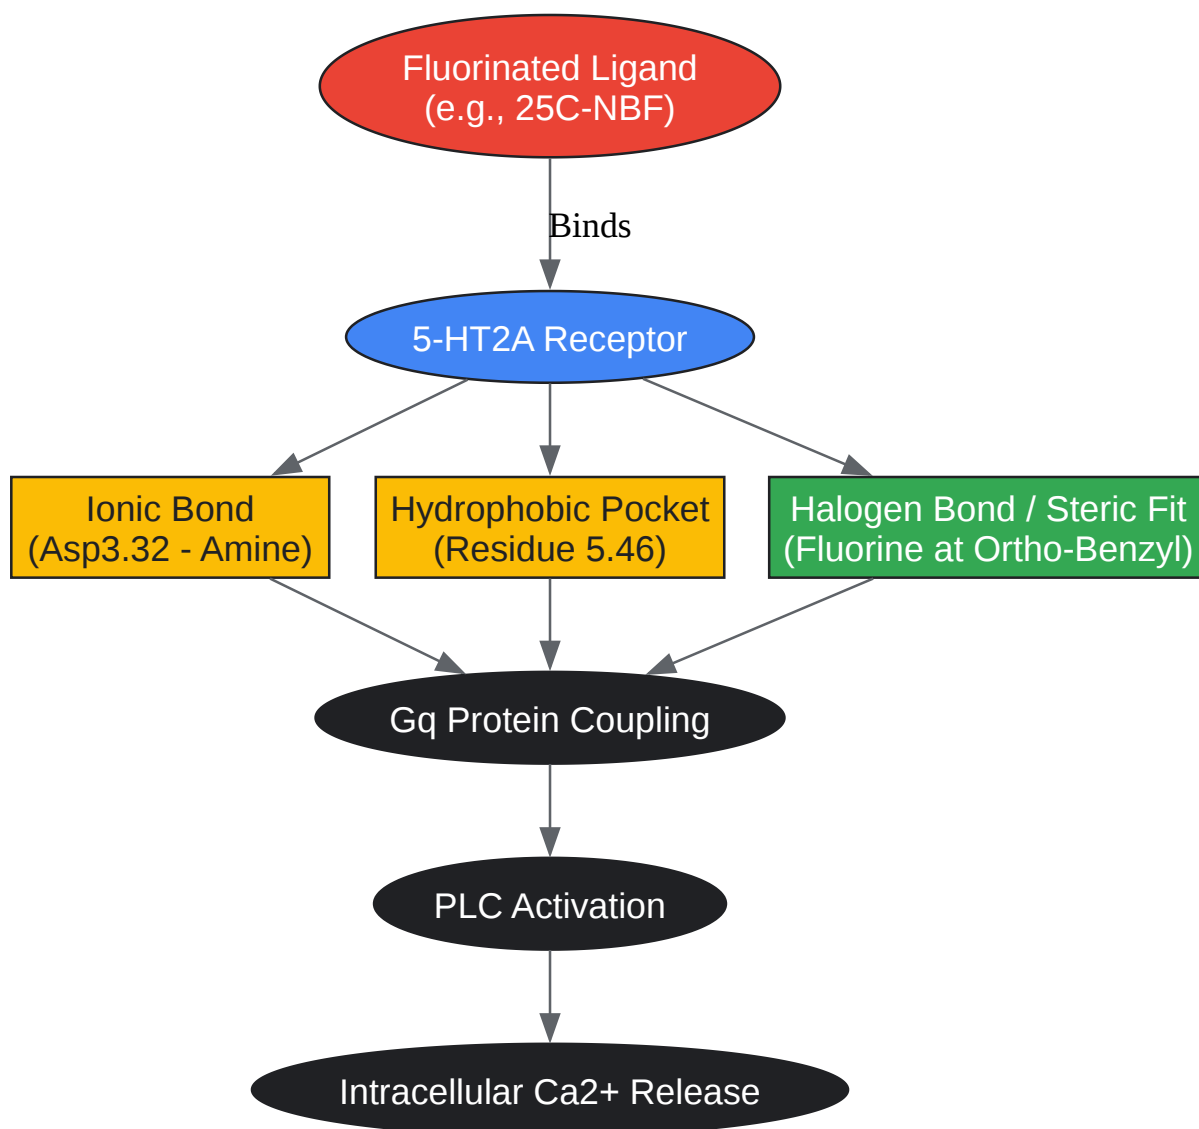 Fluorinated Ligand
(e.g., 25C-NBF)
Binds
5-HT2A Receptor
Ionic Bond
(Asp3.32 - Amine)
Hydrophobic Pocket
(Residue 5.46)
Halogen Bond / Steric Fit
(Fluorine at Ortho-Benzyl)
Gq Protein Coupling
PLC Activation
Intracellular Ca2+ Release